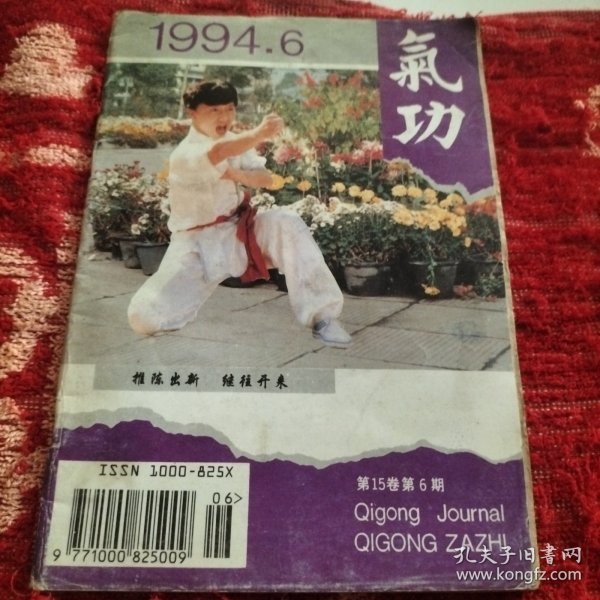 1994.6
氣功
推陈出新 继往开来
ISSN 1000-825X
06>
9 771000 825009
第15卷第6期
Qigong Journal
QIGONG ZAZHI
孔夫子旧书网
www.kongfz.com